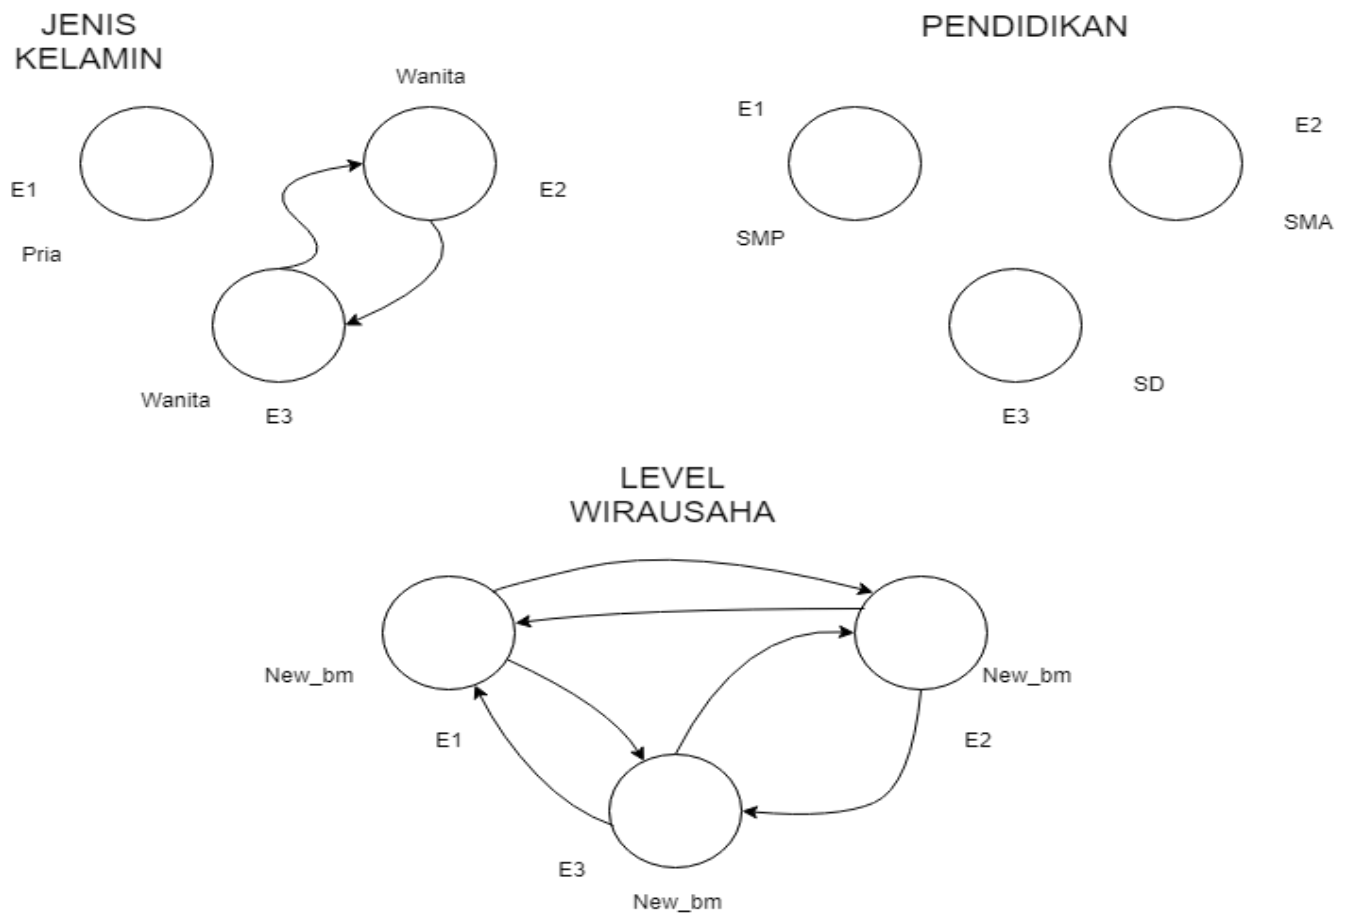 JENIS
KELAMIN
Wanita
E1
E2
Pria
Wanita
E3
PENDIDIKAN
E1
E2
SMP
SMA
SD
E3
LEVEL
WIRAUSAHA
New_bm
New_bm
E1
E2
E3
New_bm